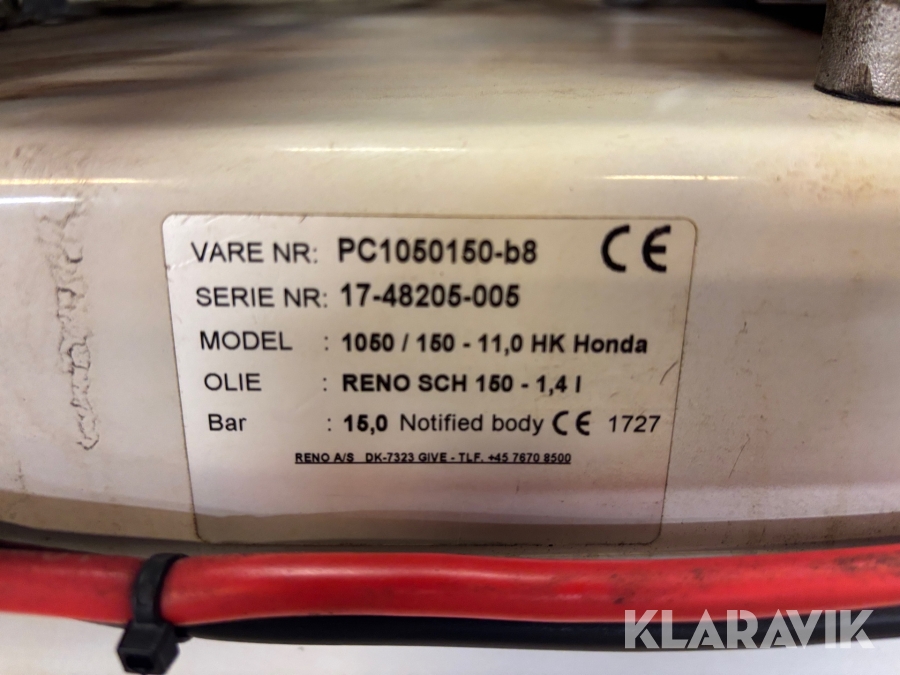 VARE NR: PC1050150-b8 CE
SERIE NR: 17-48205-005
MODEL : 1050 / 150 - 11,0 HK Honda
OLIE : RENO SCH 150 - 1,4 l
Bar : 15,0 Notified body CE 1727
RENO A/S DK-7323 GIVE - TLF. +45 7670 8500
KLARAVIK